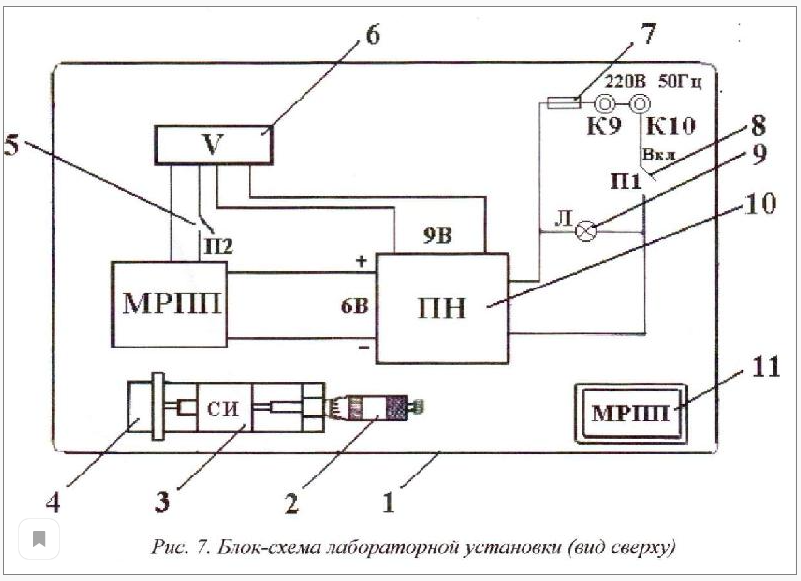 6
7
220В 50Гц
5
V
К9 К10
8
Вкл
9
П1
Л
10
П2
9В
+
МРПП
6В
ПН
–
11
СИ
МРПП
4
3
2
1
Рис. 7. Блок-схема лабораторной установки (вид сверху)